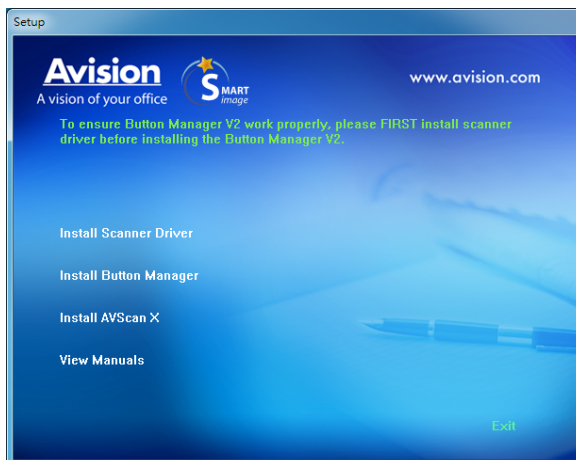 Setup
Avision
A vision of your office
SMART
image
www.avision.com
To ensure Button Manager V2 work properly, please FIRST install scanner
driver before installing the Button Manager V2.
Install Scanner Driver
Install Button Manager
Install AVScan X
View Manuals
Exit